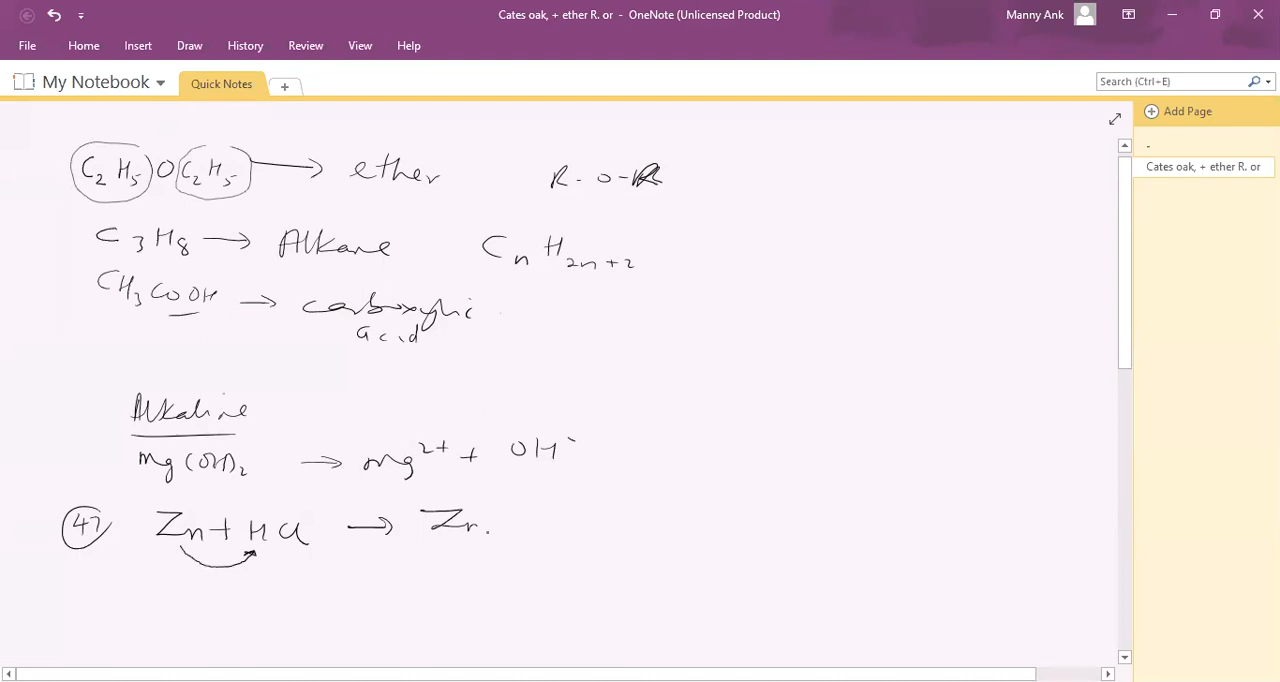 Cates oak, + ether R. or - OneNote (Unlicensed Product)
Manny Ank
File Home Insert Draw History Review View Help
My Notebook Quick Notes +
Search (Ctrl+E)
Add Page
-
Cates oak, + ether R. or
C₂H₅OC₂H₅ → ether R-O-R
C₃H₈ → Alkane CₙH₂ₙ₊₂
CH₃COOH → carboxylic
acid
Alkaline
Mg(OH)₂ → Mg²⁺ + OH⁻
47 Zn + HCl → Zn.